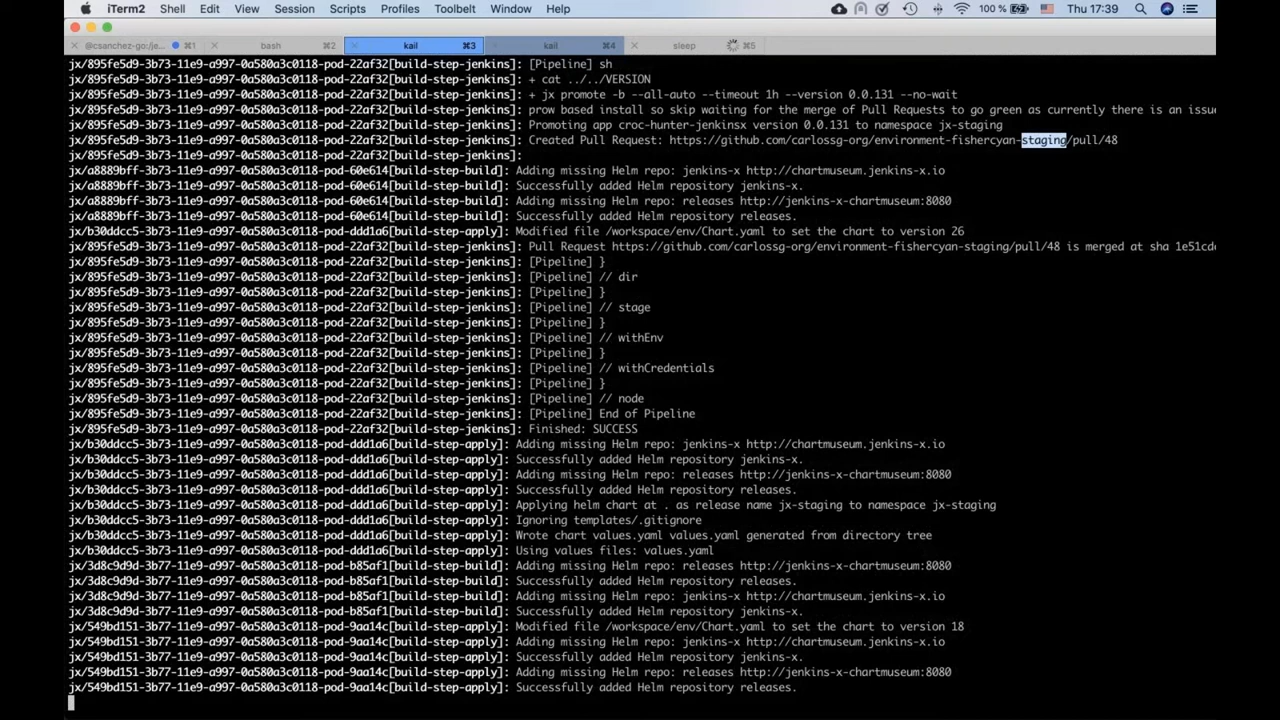 iTerm2 Shell Edit View Session Scripts Profiles Toolbelt Window Help 100 % Thu 17:39
@csanchez-go:/je... ⌘1 bash ⌘2 kail ⌘3 kail ⌘4 sleep ⌘5
jx/895fe5d9-3b73-11e9-a997-0a580a3c0118-pod-22af32[build-step-jenkins]: [Pipeline] sh
jx/895fe5d9-3b73-11e9-a997-0a580a3c0118-pod-22af32[build-step-jenkins]: + cat ../../VERSION
jx/895fe5d9-3b73-11e9-a997-0a580a3c0118-pod-22af32[build-step-jenkins]: + jx promote -b --all-auto --timeout 1h --version 0.0.131 --no-wait
jx/895fe5d9-3b73-11e9-a997-0a580a3c0118-pod-22af32[build-step-jenkins]: prow based install so skip waiting for the merge of Pull Requests to go green as currently there is an issu
jx/895fe5d9-3b73-11e9-a997-0a580a3c0118-pod-22af32[build-step-jenkins]: Promoting app croc-hunter-jenkinsx version 0.0.131 to namespace jx-staging
jx/895fe5d9-3b73-11e9-a997-0a580a3c0118-pod-22af32[build-step-jenkins]: Created Pull Request: https://github.com/carlossg-org/environment-fishercyan-staging/pull/48
jx/895fe5d9-3b73-11e9-a997-0a580a3c0118-pod-22af32[build-step-jenkins]:
jx/a8889bff-3b73-11e9-a997-0a580a3c0118-pod-60e614[build-step-build]: Adding missing Helm repo: jenkins-x http://chartmuseum.jenkins-x.io
jx/a8889bff-3b73-11e9-a997-0a580a3c0118-pod-60e614[build-step-build]: Successfully added Helm repository jenkins-x.
jx/a8889bff-3b73-11e9-a997-0a580a3c0118-pod-60e614[build-step-build]: Adding missing Helm repo: releases http://jenkins-x-chartmuseum:8080
jx/a8889bff-3b73-11e9-a997-0a580a3c0118-pod-60e614[build-step-build]: Successfully added Helm repository releases.
jx/b30ddcc5-3b73-11e9-a997-0a580a3c0118-pod-ddd1a6[build-step-apply]: Modified file /workspace/env/Chart.yaml to set the chart to version 26
jx/895fe5d9-3b73-11e9-a997-0a580a3c0118-pod-22af32[build-step-jenkins]: Pull Request https://github.com/carlossg-org/environment-fishercyan-staging/pull/48 is merged at sha 1e51cd
jx/895fe5d9-3b73-11e9-a997-0a580a3c0118-pod-22af32[build-step-jenkins]: [Pipeline] }
jx/895fe5d9-3b73-11e9-a997-0a580a3c0118-pod-22af32[build-step-jenkins]: [Pipeline] // dir
jx/895fe5d9-3b73-11e9-a997-0a580a3c0118-pod-22af32[build-step-jenkins]: [Pipeline] }
jx/895fe5d9-3b73-11e9-a997-0a580a3c0118-pod-22af32[build-step-jenkins]: [Pipeline] // stage
jx/895fe5d9-3b73-11e9-a997-0a580a3c0118-pod-22af32[build-step-jenkins]: [Pipeline] }
jx/895fe5d9-3b73-11e9-a997-0a580a3c0118-pod-22af32[build-step-jenkins]: [Pipeline] // withEnv
jx/895fe5d9-3b73-11e9-a997-0a580a3c0118-pod-22af32[build-step-jenkins]: [Pipeline] }
jx/895fe5d9-3b73-11e9-a997-0a580a3c0118-pod-22af32[build-step-jenkins]: [Pipeline] // withCredentials
jx/895fe5d9-3b73-11e9-a997-0a580a3c0118-pod-22af32[build-step-jenkins]: [Pipeline] }
jx/895fe5d9-3b73-11e9-a997-0a580a3c0118-pod-22af32[build-step-jenkins]: [Pipeline] // node
jx/895fe5d9-3b73-11e9-a997-0a580a3c0118-pod-22af32[build-step-jenkins]: [Pipeline] End of Pipeline
jx/895fe5d9-3b73-11e9-a997-0a580a3c0118-pod-22af32[build-step-jenkins]: Finished: SUCCESS
jx/b30ddcc5-3b73-11e9-a997-0a580a3c0118-pod-ddd1a6[build-step-apply]: Adding missing Helm repo: jenkins-x http://chartmuseum.jenkins-x.io
jx/b30ddcc5-3b73-11e9-a997-0a580a3c0118-pod-ddd1a6[build-step-apply]: Successfully added Helm repository jenkins-x.
jx/b30ddcc5-3b73-11e9-a997-0a580a3c0118-pod-ddd1a6[build-step-apply]: Adding missing Helm repo: releases http://jenkins-x-chartmuseum:8080
jx/b30ddcc5-3b73-11e9-a997-0a580a3c0118-pod-ddd1a6[build-step-apply]: Successfully added Helm repository releases.
jx/b30ddcc5-3b73-11e9-a997-0a580a3c0118-pod-ddd1a6[build-step-apply]: Applying helm chart at . as release name jx-staging to namespace jx-staging
jx/b30ddcc5-3b73-11e9-a997-0a580a3c0118-pod-ddd1a6[build-step-apply]: Ignoring templates/.gitignore
jx/b30ddcc5-3b73-11e9-a997-0a580a3c0118-pod-ddd1a6[build-step-apply]: Wrote chart values.yaml values.yaml generated from directory tree
jx/b30ddcc5-3b73-11e9-a997-0a580a3c0118-pod-ddd1a6[build-step-apply]: Using values files: values.yaml
jx/3d8c9d9d-3b77-11e9-a997-0a580a3c0118-pod-b85af1[build-step-build]: Adding missing Helm repo: releases http://jenkins-x-chartmuseum:8080
jx/3d8c9d9d-3b77-11e9-a997-0a580a3c0118-pod-b85af1[build-step-build]: Successfully added Helm repository releases.
jx/3d8c9d9d-3b77-11e9-a997-0a580a3c0118-pod-b85af1[build-step-build]: Adding missing Helm repo: jenkins-x http://chartmuseum.jenkins-x.io
jx/3d8c9d9d-3b77-11e9-a997-0a580a3c0118-pod-b85af1[build-step-build]: Successfully added Helm repository jenkins-x.
jx/549bd151-3b77-11e9-a997-0a580a3c0118-pod-9aa14c[build-step-apply]: Modified file /workspace/env/Chart.yaml to set the chart to version 18
jx/549bd151-3b77-11e9-a997-0a580a3c0118-pod-9aa14c[build-step-apply]: Adding missing Helm repo: jenkins-x http://chartmuseum.jenkins-x.io
jx/549bd151-3b77-11e9-a997-0a580a3c0118-pod-9aa14c[build-step-apply]: Successfully added Helm repository jenkins-x.
jx/549bd151-3b77-11e9-a997-0a580a3c0118-pod-9aa14c[build-step-apply]: Adding missing Helm repo: releases http://jenkins-x-chartmuseum:8080
jx/549bd151-3b77-11e9-a997-0a580a3c0118-pod-9aa14c[build-step-apply]: Successfully added Helm repository releases.